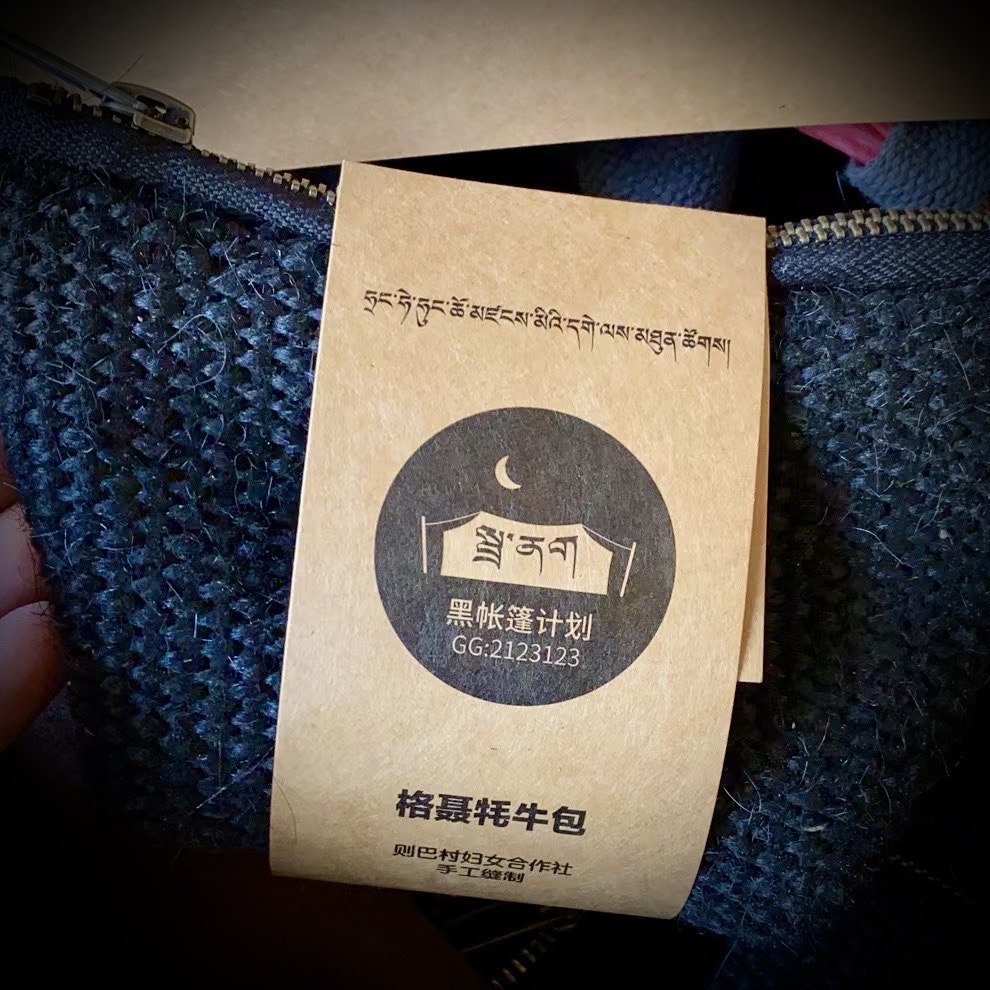 ཧྲང་ཧེ་ཧུང་ཚོ་མཛངས་མིའི་དགེ་ལས་མཐུན་ཚོགས།
སྦྲ་ནག
黑帐篷计划
GG:2123123
格聂牦牛包
则巴村妇女合作社
手工缝制